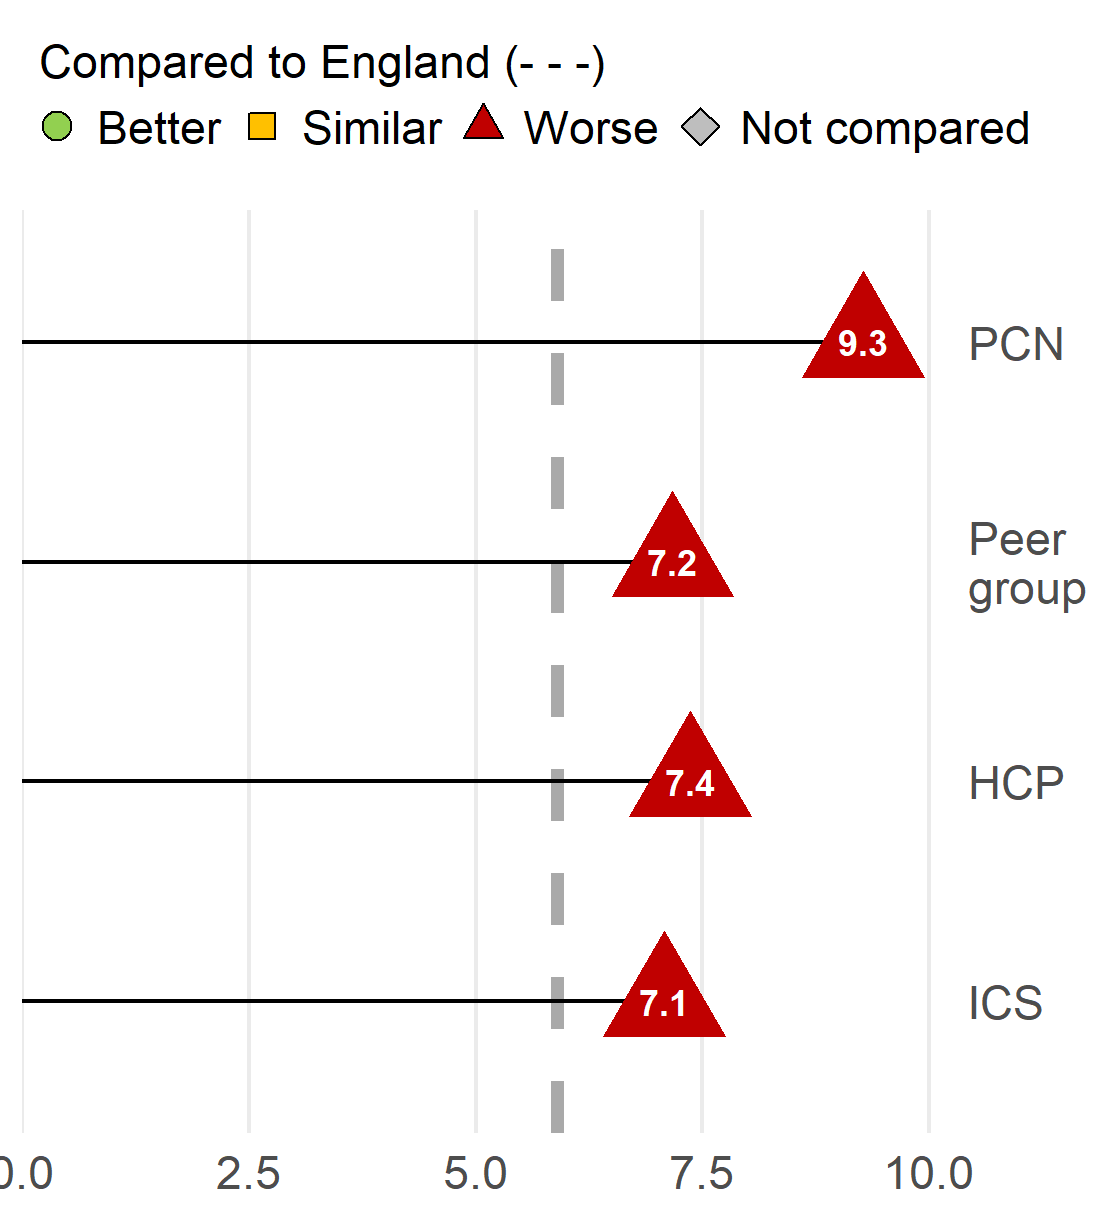 Compared to England (- - -)
Better Similar Worse Not compared
9.3 PCN
7.2 Peer
group
7.4 HCP
7.1 ICS
0.0 2.5 5.0 7.5 10.0